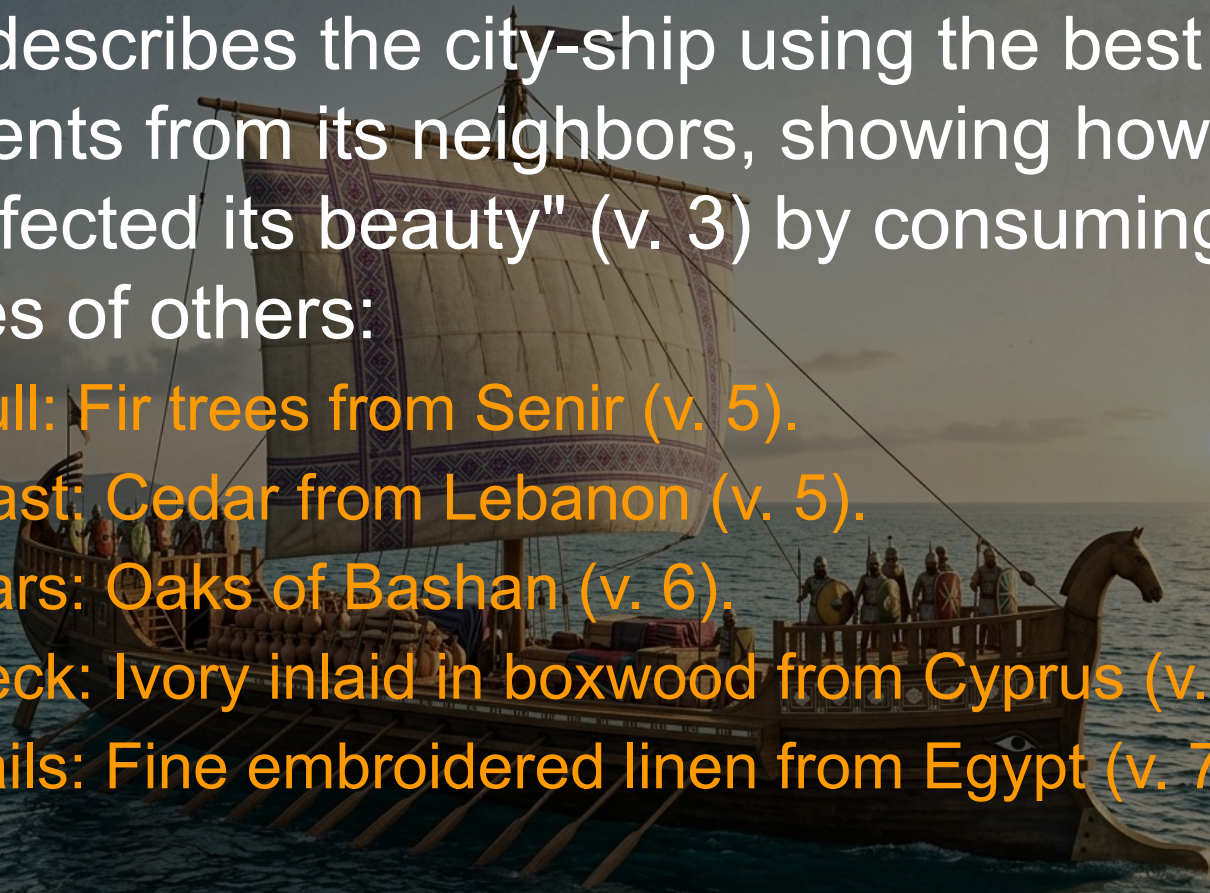 describes the city-ship using the best
ents from its neighbors, showing how
fected its beauty" (v. 3) by consuming
es of others:
ull: Fir trees from Senir (v. 5).
ast: Cedar from Lebanon (v. 5).
ars: Oaks of Bashan (v. 6).
eck: Ivory inlaid in boxwood from Cyprus (v.
ails: Fine embroidered linen from Egypt (v. 7